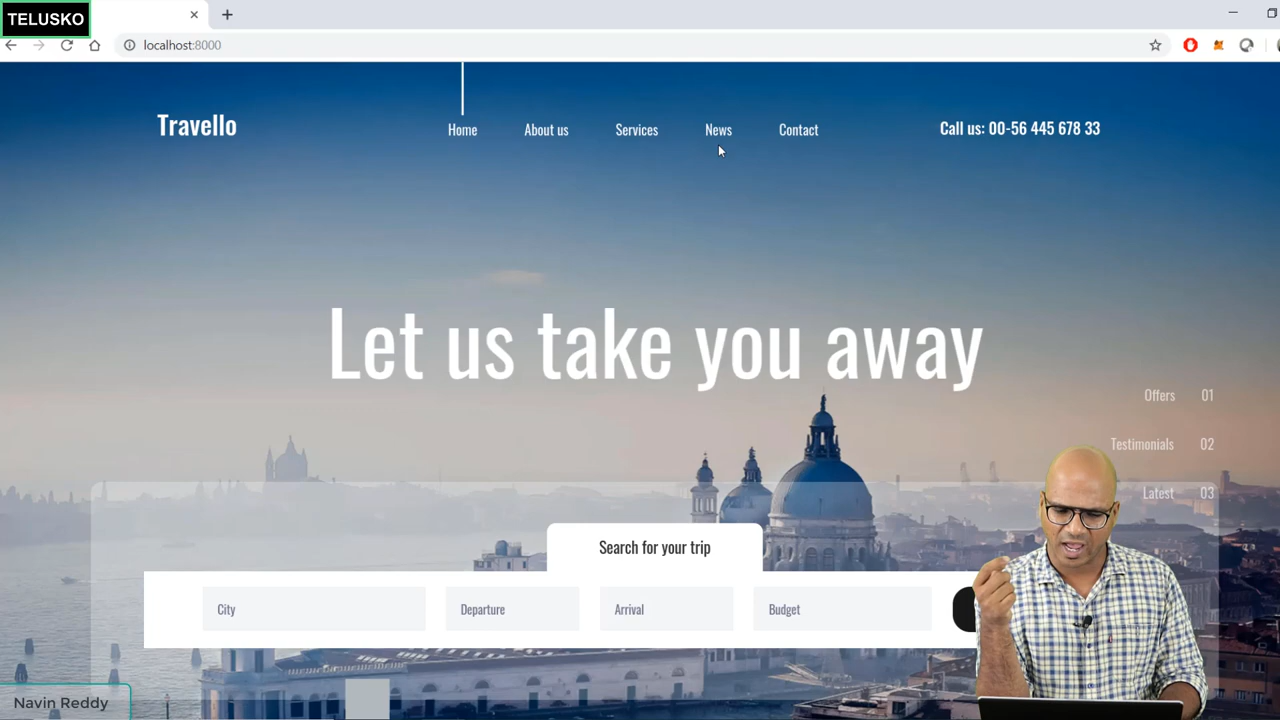 TELUSKO
localhost:8000
Travello
Home
About us
Services
News
Contact
Call us: 00-56 445 678 33
Let us take you away
Offers 01
Testimonials 02
Latest 03
Search for your trip
City
Departure
Arrival
Budget
Navin Reddy